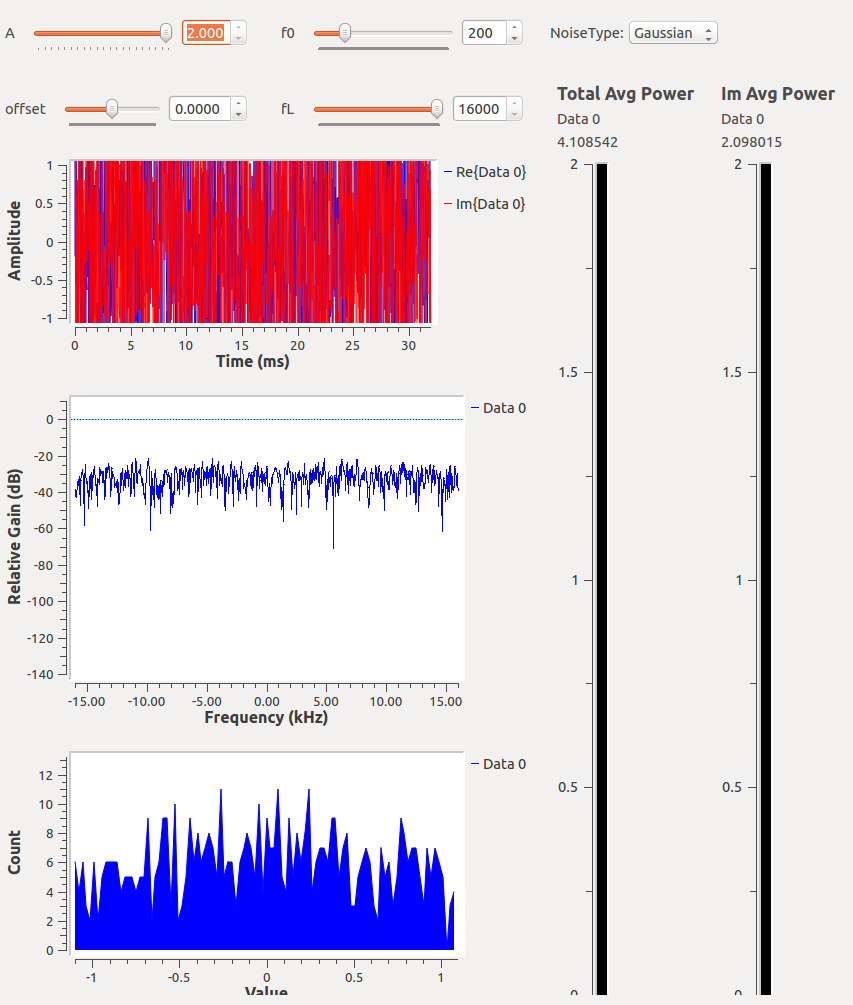 A 2.000 f0 200 NoiseType: Gaussian
offset 0.0000 fL 16000
Total Avg Power Im Avg Power
Data 0 Data 0
4.108542 2.098015
Amplitude
1
0.5
0
-0.5
-1
0 5 10 15 20 25 30
Time (ms)
Re{Data 0}
Im{Data 0}
Relative Gain (dB)
0
-20
-40
-60
-80
-100
-120
-140
-15.00 -10.00 -5.00 0.00 5.00 10.00 15.00
Frequency (kHz)
Data 0
Count
12
10
8
6
4
2
0
-1 -0.5 0 0.5 1
Value
Data 0
2
1.5
1
0.5
0
2
1.5
1
0.5
0